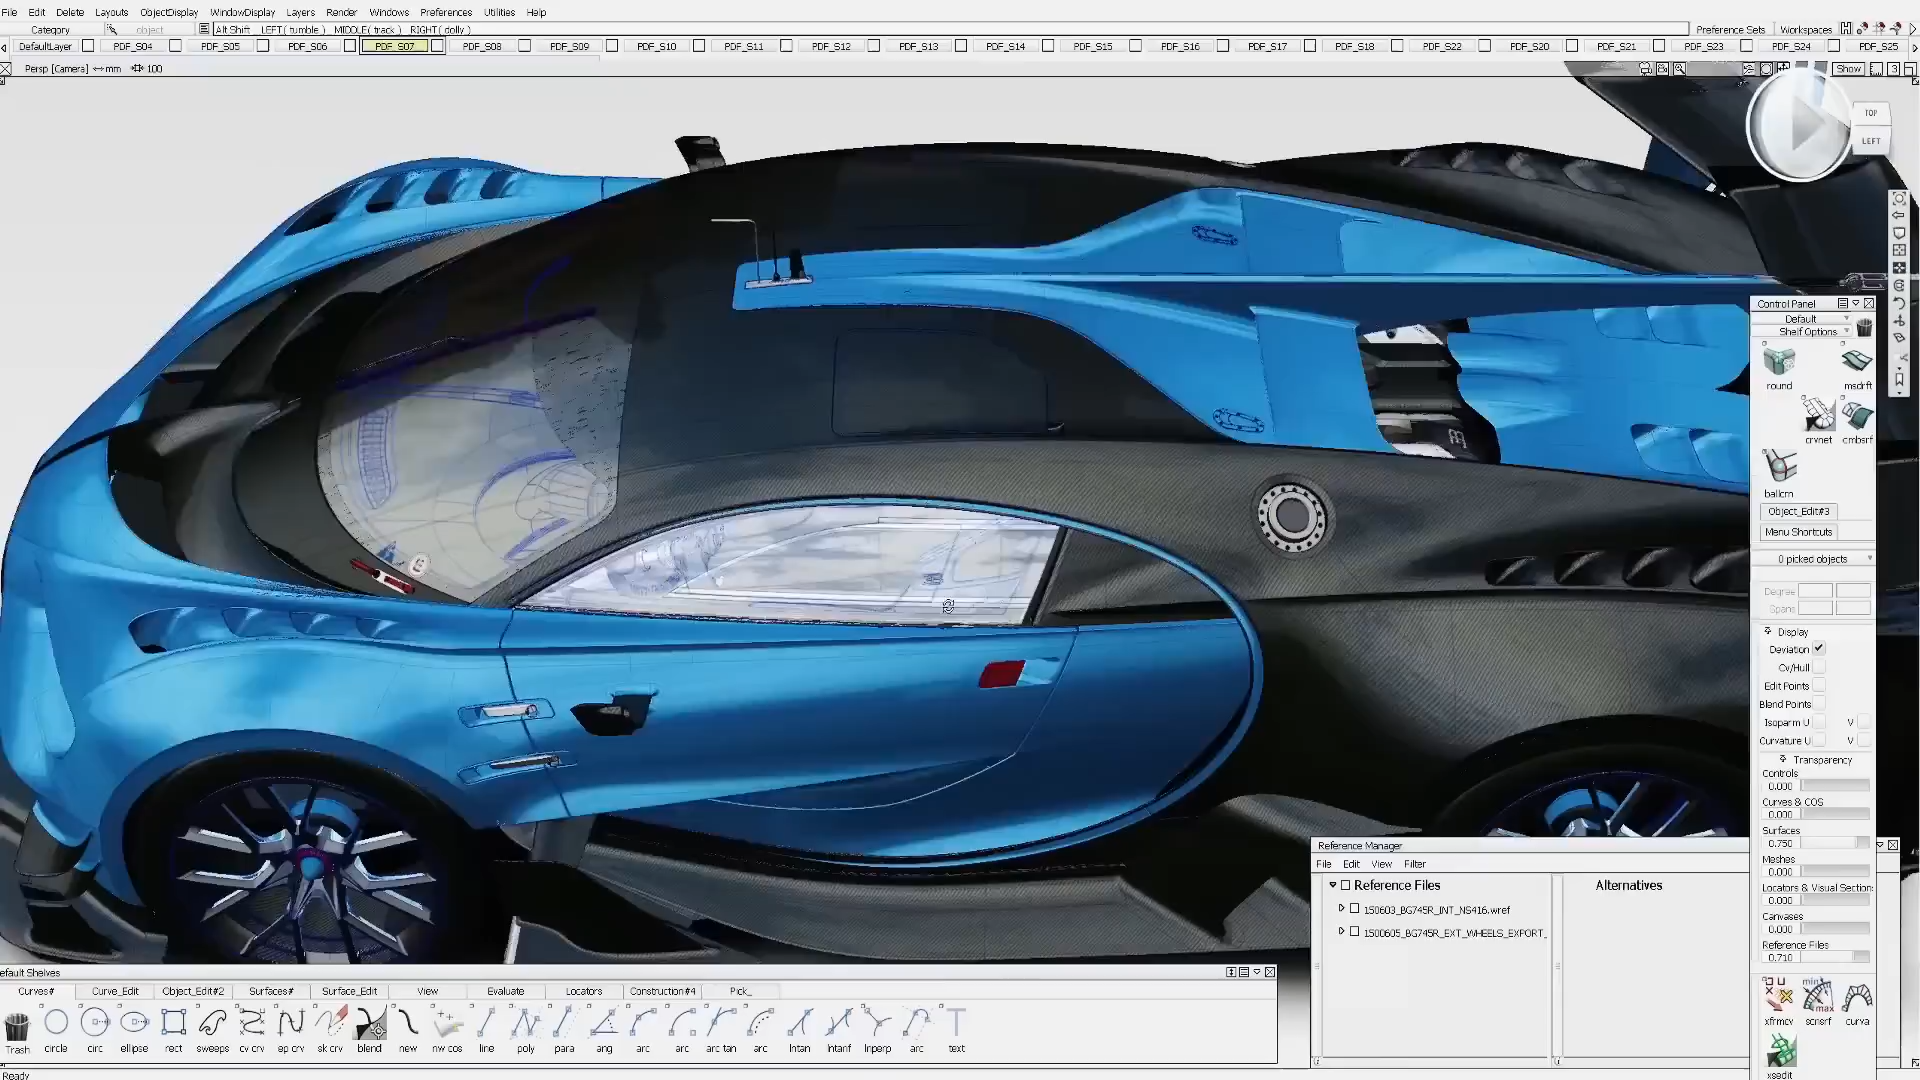 File Edit Delete Layouts ObjectDisplay WindowDisplay Layers Render Windows Preferences Utilities Help
Category object Alt Shift LEFT( tumble ) MIDDLE( track ) RIGHT( dolly ) Preference Sets Workspaces
DefaultLayer PDF_S04 PDF_S05 PDF_S06 PDF_S07 PDF_S08 PDF_S09 PDF_S10 PDF_S11 PDF_S12 PDF_S13 PDF_S14 PDF_S15 PDF_S16 PDF_S17 PDF_S18 PDF_S22 PDF_S20 PDF_S21 PDF_S23 PDF_S24 PDF_S25
Persp [Camera] mm 100 Show 3
TOP
LEFT
Control Panel
Default
Shelf Options
round msdrft
crvnet cmbsrf
ballcrn
Object_Edit#3
Menu Shortcuts
0 picked objects
Degree
Spans
Display
Deviation
Cv/Hull
Edit Points
Blend Points
Isoparm U V
Curvature U V
Transparency
Controls
0.000
Curves & COS
0.000
Surfaces
0.750
Meshes
0.000
Locators & Visual Section:
0.000
Canvases
0.000
Reference Files
0.710
min
max
xfrmcv scnsrf curva
xsedit
Reference Manager
File Edit View Filter
Reference Files Alternatives
150603_BG745R_INT_NS416.wref
1500605_BG745R_EXT_WHEELS_EXPORT_
efault Shelves
Curves# Curve_Edit Object_Edit#2 Surfaces# Surface_Edit View Evaluate Locators Construction#4 Pick_
Trash circle circ ellipse rect sweeps cv crv ep crv sk crv blend new nw cos line poly para ang arc arc arc tan arc lntan lntanf lnperp arc text
Ready